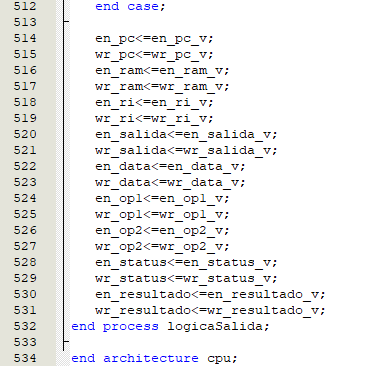 512 end case;
513
514 en_pc<=en_pc_v;
515 wr_pc<=wr_pc_v;
516 en_ram<=en_ram_v;
517 wr_ram<=wr_ram_v;
518 en_ri<=en_ri_v;
519 wr_ri<=wr_ri_v;
520 en_salida<=en_salida_v;
521 wr_salida<=wr_salida_v;
522 en_data<=en_data_v;
523 wr_data<=wr_data_v;
524 en_op1<=en_op1_v;
525 wr_op1<=wr_op1_v;
526 en_op2<=en_op2_v;
527 wr_op2<=wr_op2_v;
528 en_status<=en_status_v;
529 wr_status<=wr_status_v;
530 en_resultado<=en_resultado_v;
531 wr_resultado<=wr_resultado_v;
532 end process logicaSalida;
533
534 end architecture cpu;